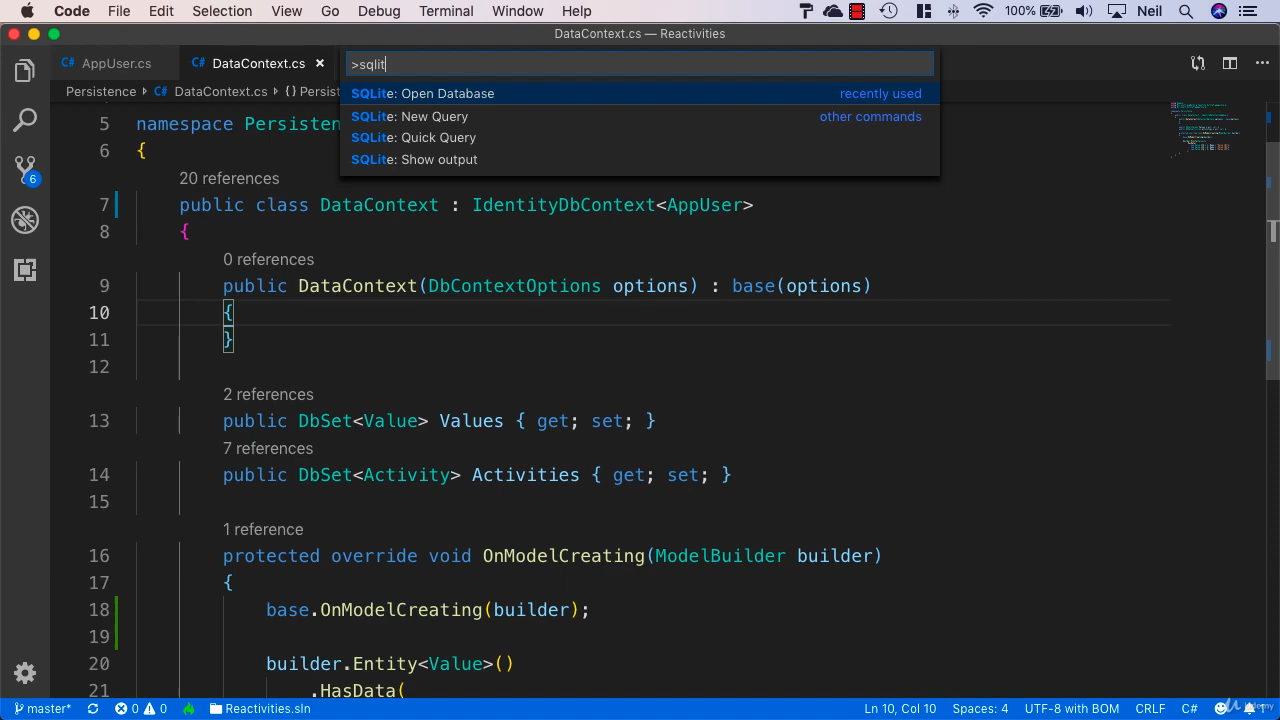 Code File Edit Selection View Go Debug Terminal Window Help 100% Neil
DataContext.cs — Reactivities
C# AppUser.cs C# DataContext.cs ×
>sqlit
Persistence › C# DataContext.cs › {} Persist
SQLite: Open Database recently used
SQLite: New Query other commands
SQLite: Quick Query
SQLite: Show output
5 namespace Persisten
6 {
20 references
7 public class DataContext : IdentityDbContext<AppUser>
8 {
0 references
9 public DataContext(DbContextOptions options) : base(options)
10 {
11 }
12
2 references
13 public DbSet<Value> Values { get; set; }
7 references
14 public DbSet<Activity> Activities { get; set; }
15
1 reference
16 protected override void OnModelCreating(ModelBuilder builder)
17 {
18 base.OnModelCreating(builder);
19
20 builder.Entity<Value>()
21 .HasData(
6
master* 0 0 Reactivities.sln Ln 10, Col 10 Spaces: 4 UTF-8 with BOM CRLF C# 1
Udemy